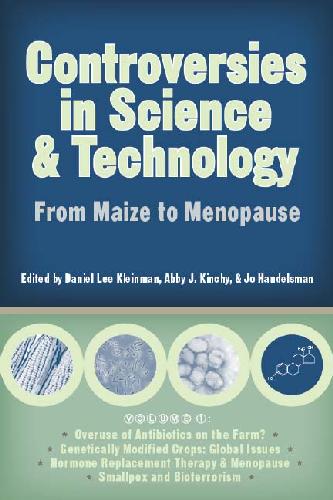 Controversies
in Science
& Technology
From Maize to Menopause
Edited by Daniel Lee Kleinman, Abby J. Kinchy, & Jo Handelsman
VOLUME 1:
* Overuse of Antibiotics on the Farm? *
* Genetically Modified Crops: Global Issues *
* Hormone Replacement Therapy & Menopause *
* Smallpox and Bioterrorism *